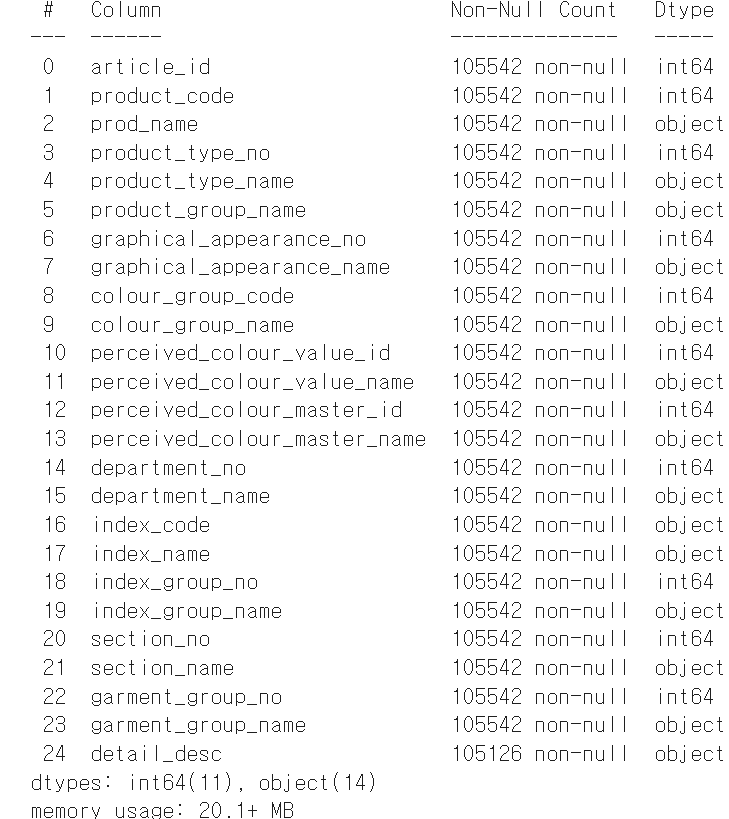 #   Column                        Non-Null Count   Dtype
---  ------                        --------------   -----
0   article_id                    105542 non-null  int64
1   product_code                  105542 non-null  int64
2   prod_name                     105542 non-null  object
3   product_type_no               105542 non-null  int64
4   product_type_name             105542 non-null  object
5   product_group_name            105542 non-null  object
6   graphical_appearance_no       105542 non-null  int64
7   graphical_appearance_name     105542 non-null  object
8   colour_group_code             105542 non-null  int64
9   colour_group_name             105542 non-null  object
10  perceived_colour_value_id     105542 non-null  int64
11  perceived_colour_value_name   105542 non-null  object
12  perceived_colour_master_id    105542 non-null  int64
13  perceived_colour_master_name  105542 non-null  object
14  department_no                 105542 non-null  int64
15  department_name               105542 non-null  object
16  index_code                    105542 non-null  object
17  index_name                    105542 non-null  object
18  index_group_no                105542 non-null  int64
19  index_group_name              105542 non-null  object
20  section_no                    105542 non-null  int64
21  section_name                  105542 non-null  object
22  garment_group_no              105542 non-null  int64
23  garment_group_name            105542 non-null  object
24  detail_desc                   105126 non-null  object
dtypes: int64(11), object(14)
memory usage: 20.1+ MB